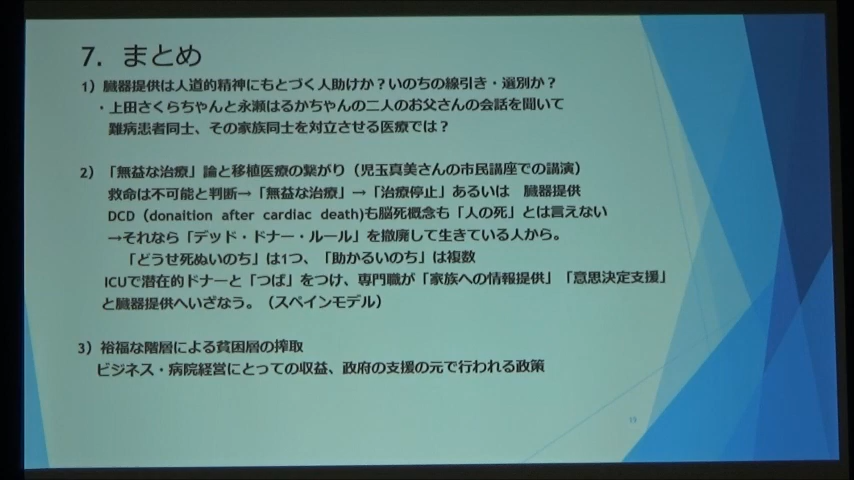 7. まとめ
1）臓器提供は人道的精神にもとづく人助けか？いのちの線引き・選別か？
・上田さくらちゃんと永瀬はるかちゃんの二人のお父さんの会話を聞いて
難病患者同士、その家族同士を対立させる医療では？
2）「無益な治療」論と移植医療の繋がり（児玉真美さんの市民講座での講演）
救命は不可能と判断→「無益な治療」→「治療停止」あるいは 臓器提供
DCD（donaition after cardiac death)も脳死概念も「人の死」とは言えない
→それなら「デッド・ドナー・ルール」を撤廃して生きている人から。
「どうせ死ぬいのち」は1つ、「助かるいのち」は複数
ICUで潜在的ドナーと「つば」をつけ、専門職が「家族への情報提供」「意思決定支援」
と臓器提供へいざなう。（スペインモデル）
3）裕福な階層による貧困層の搾取
ビジネス・病院経営にとっての収益、政府の支援の元で行われる政策
19